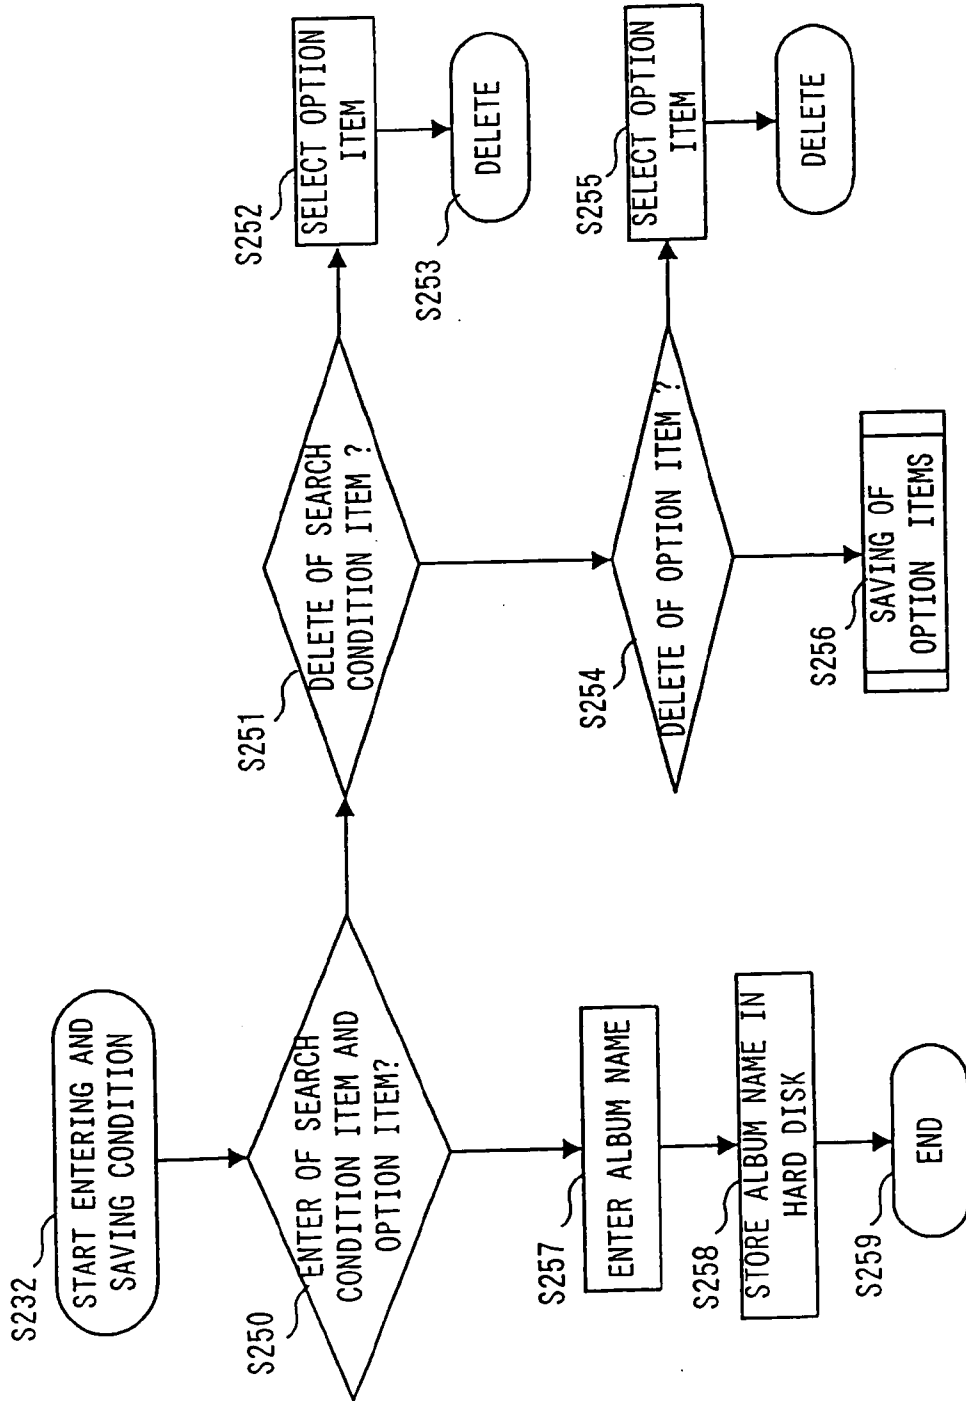 S232
START ENTERING AND
SAVING CONDITION
S250
ENTER OF SEARCH
CONDITION ITEM AND
OPTION ITEM?
S251
DELETE OF SEARCH
CONDITION ITEM ?
S252
SELECT OPTION
ITEM
S253
DELETE
S254
DELETE OF OPTION ITEM ?
S255
SELECT OPTION
ITEM
DELETE
S256
SAVING OF
OPTION ITEMS
S257
ENTER ALBUM NAME
S258
STORE ALBUM NAME IN
HARD DISK
S259
END